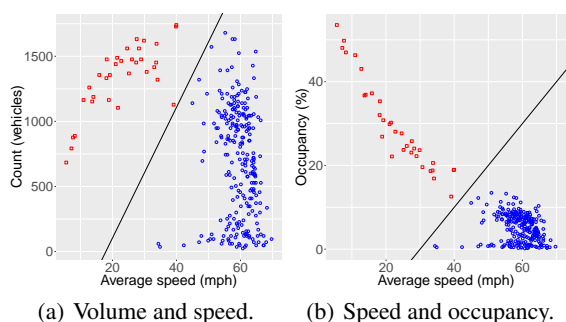 Count (vehicles)
1500
1000
500
0
20
40
60
Average speed (mph)
(a) Volume and speed.
Occupancy (%)
40
20
0
20
40
60
Average speed (mph)
(b) Speed and occupancy.